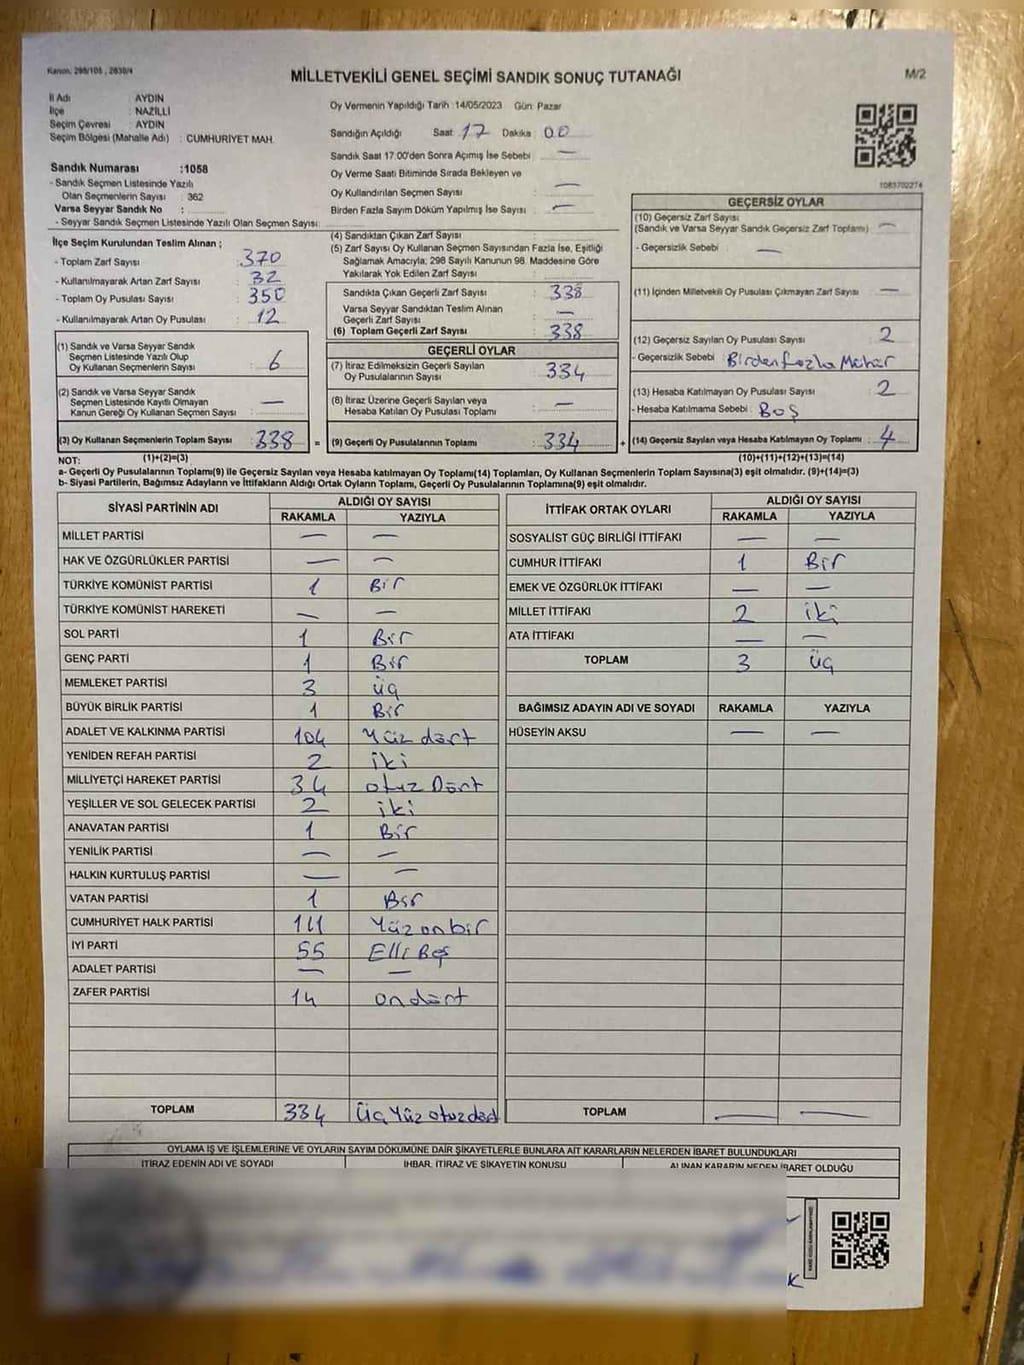 Kanun: 298/105 , 2839/4
MİLLETVEKİLİ GENEL SEÇİMİ SANDIK SONUÇ TUTANAĞI
M/2
İl Adı : AYDIN
İlçe : NAZİLLİ
Seçim Çevresi : AYDIN
Seçim Bölgesi (Mahalle Adı) : CUMHURİYET MAH.
Sandık Numarası :1058
- Sandık Seçmen Listesinde Yazılı
Olan Seçmenlerin Sayısı : 362
Varsa Seyyar Sandık No :
- Seyyar Sandık Seçmen Listesinde Yazılı Olan Seçmen Sayısı:
Oy Vermenin Yapıldığı Tarih :14/05/2023 Gün: Pazar
Sandığın Açıldığı Saat : 17 Dakika : 00
Sandık Saat 17:00'den Sonra Açımış İse Sebebi : —
Oy Verme Saati Bitiminde Sırada Bekleyen ve
Oy Kullandırılan Seçmen Sayısı : —
Birden Fazla Sayım Döküm Yapılmış İse Sayısı : —
1083702274
İlçe Seçim Kurulundan Teslim Alınan ;
- Toplam Zarf Sayısı : 370
- Kullanılmayarak Artan Zarf Sayısı : 32
- Toplam Oy Pusulası Sayısı : 350
- Kullanılmayarak Artan Oy Pusulası : 12
(1) Sandık ve Varsa Seyyar Sandık
Seçmen Listesinde Yazılı Olup
Oy Kullanan Seçmenlerin Sayısı : 6
(2) Sandık ve Varsa Seyyar Sandık
Seçmen Listesinde Kayıtlı Olmayan
Kanun Gereği Oy Kullanan Seçmen Sayısı : —
(3) Oy Kullanan Seçmenlerin Toplam Sayısı : 338
(4) Sandıktan Çıkan Zarf Sayısı :
(5) Zarf Sayısı Oy Kullanan Seçmen Sayısından Fazla İse, Eşitliği
Sağlamak Amacıyla; 298 Sayılı Kanunun 98. Maddesine Göre
Yakılarak Yok Edilen Zarf Sayısı :
Sandıkta Çıkan Geçerli Zarf Sayısı : 338
Varsa Seyyar Sandıktan Teslim Alınan
Geçerli Zarf Sayısı : —
(6) Toplam Geçerli Zarf Sayısı : 338
GEÇERLİ OYLAR
(7) İtiraz Edilmeksizin Geçerli Sayılan
Oy Pusulalarının Sayısı : 334
(8) İtiraz Üzerine Geçerli Sayılan veya
Hesaba Katılan Oy Pusulası Toplamı : —
= (9) Geçerli Oy Pusulalarının Toplamı : 334
GEÇERSİZ OYLAR
(10) Geçersiz Zarf Sayısı
(Sandık ve Varsa Seyyar Sandık Geçersiz Zarf Toplamı) : —
- Geçersizlik Sebebi : —
(11) İçinden Milletvekili Oy Pusulası Çıkmayan Zarf Sayısı : —
(12) Geçersiz Sayılan Oy Pusulası Sayısı : 2
- Geçersizlik Sebebi : Birden fazla Mühür
(13) Hesaba Katılmayan Oy Pusulası Sayısı : 2
- Hesaba Katılmama Sebebi : BOŞ
+ (14) Geçersiz Sayılan veya Hesaba Katılmayan Oy Toplamı : 4
NOT: (1)+(2)=(3) (10)+(11)+(12)+(13)=(14)
a- Geçerli Oy Pusulalarının Toplamı(9) ile Geçersiz Sayılan veya Hesaba katılmayan Oy Toplamı(14) Toplamları, Oy Kullanan Seçmenlerin Toplam Sayısına(3) eşit olmalıdır. (9)+(14)=(3)
b- Siyasi Partilerin, Bağımsız Adayların ve İttifakların Aldığı Ortak Oyların Toplamı, Geçerli Oy Pusulalarının Toplamına(9) eşit olmalıdır.
SİYASİ PARTİNİN ADI ALDIĞI OY SAYISI
RAKAMLA YAZIYLA
MİLLET PARTİSİ — —
HAK VE ÖZGÜRLÜKLER PARTİSİ — —
TÜRKİYE KOMÜNİST PARTİSİ 1 Bir
TÜRKİYE KOMÜNİST HAREKETİ — —
SOL PARTİ 1 Bir
GENÇ PARTİ 1 Bir
MEMLEKET PARTİSİ 3 üç
BÜYÜK BİRLİK PARTİSİ 1 Bir
ADALET VE KALKINMA PARTİSİ 104 Yüz dört
YENİDEN REFAH PARTİSİ 2 iki
MİLLİYETÇİ HAREKET PARTİSİ 34 otuz Dört
YEŞİLLER VE SOL GELECEK PARTİSİ 2 iki
ANAVATAN PARTİSİ 1 Bir
YENİLİK PARTİSİ — —
HALKIN KURTULUŞ PARTİSİ — —
VATAN PARTİSİ 1 Bir
CUMHURİYET HALK PARTİSİ 111 Yüz onbir
İYİ PARTİ 55 Elli Beş
ADALET PARTİSİ — —
ZAFER PARTİSİ 14 ondört
TOPLAM 334 Üç Yüz otuz dört
İTTİFAK ORTAK OYLARI ALDIĞI OY SAYISI
RAKAMLA YAZIYLA
SOSYALIST GÜÇ BİRLİĞİ İTTİFAKI — —
CUMHUR İTTİFAKI 1 Bir
EMEK VE ÖZGÜRLÜK İTTİFAKI — —
MİLLET İTTİFAKI 2 iki
ATA İTTİFAKI — —
TOPLAM 3 üç
BAĞIMSIZ ADAYIN ADI VE SOYADI RAKAMLA YAZIYLA
HÜSEYİN AKSU — —
TOPLAM — —
OYLAMA İŞ VE İŞLEMLERİNE VE OYLARIN SAYIM DÖKÜMÜNE DAİR ŞİKAYETLERLE BUNLARA AİT KARARLARIN NELERDEN İBARET BULUNDUKLARI
İTİRAZ EDENİN ADI VE SOYADI İHBAR, İTİRAZ VE ŞİKAYETİN KONUSU ALINAN KARARIN NEDEN İBARET OLDUĞU